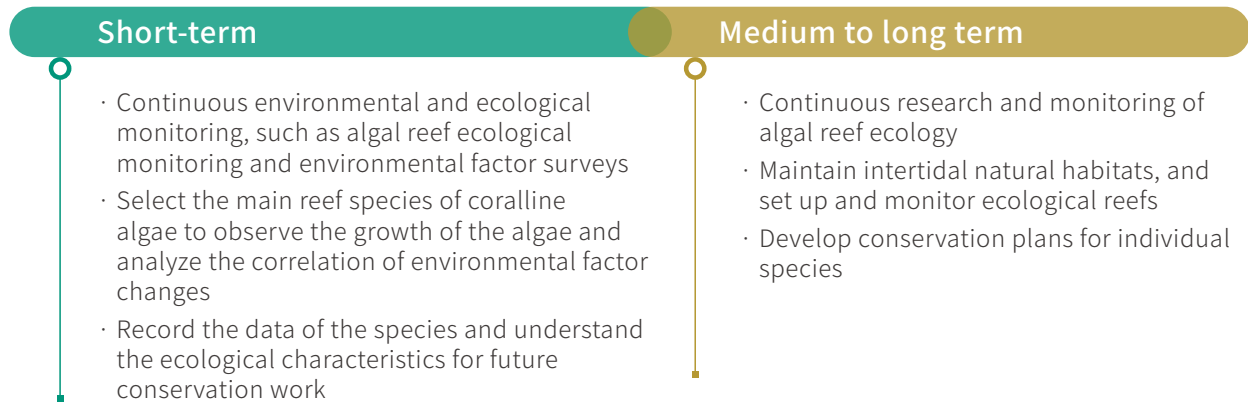 Short-term
· Continuous environmental and ecological
monitoring, such as algal reef ecological
monitoring and environmental factor surveys
· Select the main reef species of coralline
algae to observe the growth of the algae and
analyze the correlation of environmental factor
changes
· Record the data of the species and understand
the ecological characteristics for future
conservation work
Medium to long term
· Continuous research and monitoring of
algal reef ecology
· Maintain intertidal natural habitats, and
set up and monitor ecological reefs
· Develop conservation plans for individual
species